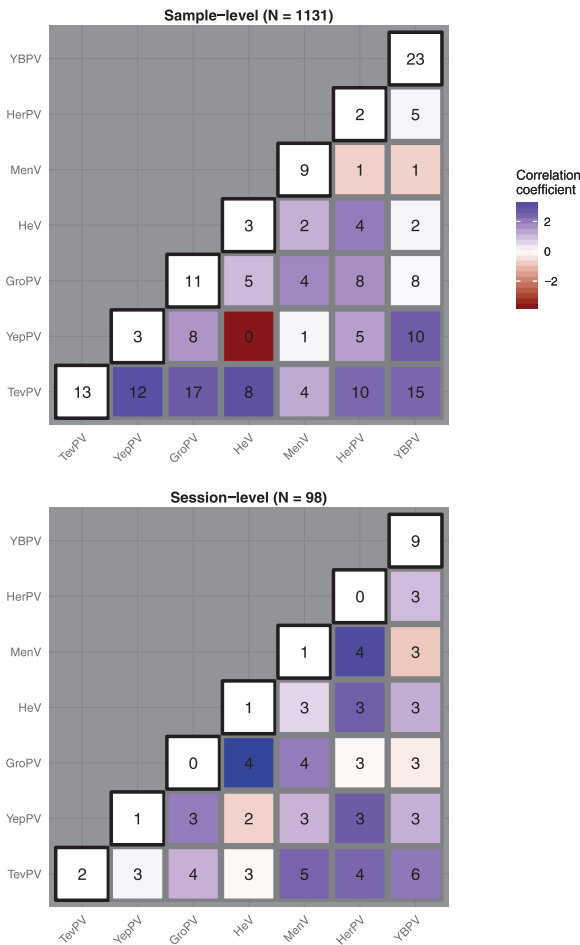 Sample−level (N = 1131)
YBPV 23
HerPV 2 5
MenV 9 1 1
HeV 3 2 4 2
GroPV 11 5 4 8 8
YepPV 3 8 0 1 5 10
TevPV 13 12 17 8 4 10 15
TevPV YepPV GroPV HeV MenV HerPV YBPV
Correlation
coefficient
2
0
−2
Session−level (N = 98)
YBPV 9
HerPV 0 3
MenV 1 4 3
HeV 1 3 3 3
GroPV 0 4 4 3 3
YepPV 1 3 2 3 3 3
TevPV 2 3 4 3 5 4 6
TevPV YepPV GroPV HeV MenV HerPV YBPV